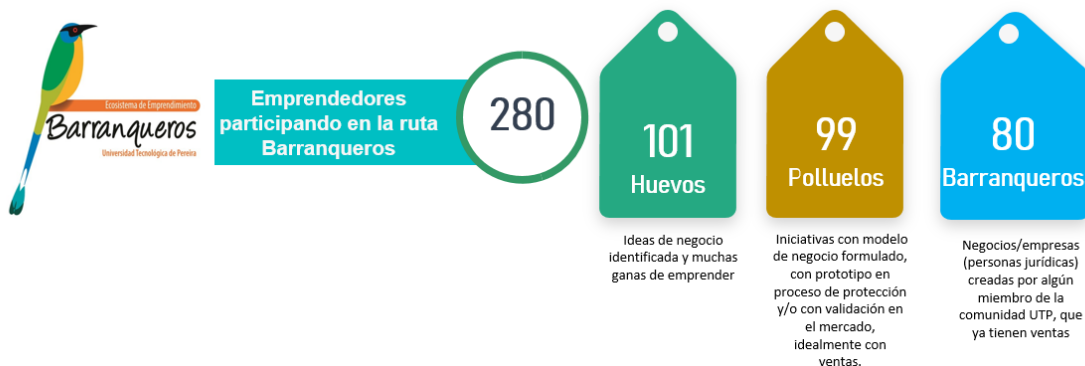 Ecosistema de Emprendimiento
Barranqueros
Universidad Tecnológica de Pereira
Emprendedores
participando en la ruta
Barranqueros
280
101
Huevos
Ideas de negocio
identificada y muchas
ganas de emprender
99
Polluelos
Iniciativas con modelo
de negocio formulado,
con prototipo en
proceso de protección
y/o con validación en
el mercado,
idealmente con
ventas.
80
Barranqueros
Negocios/empresas
(personas jurídicas)
creadas por algún
miembro de la
comunidad UTP, que
ya tienen ventas